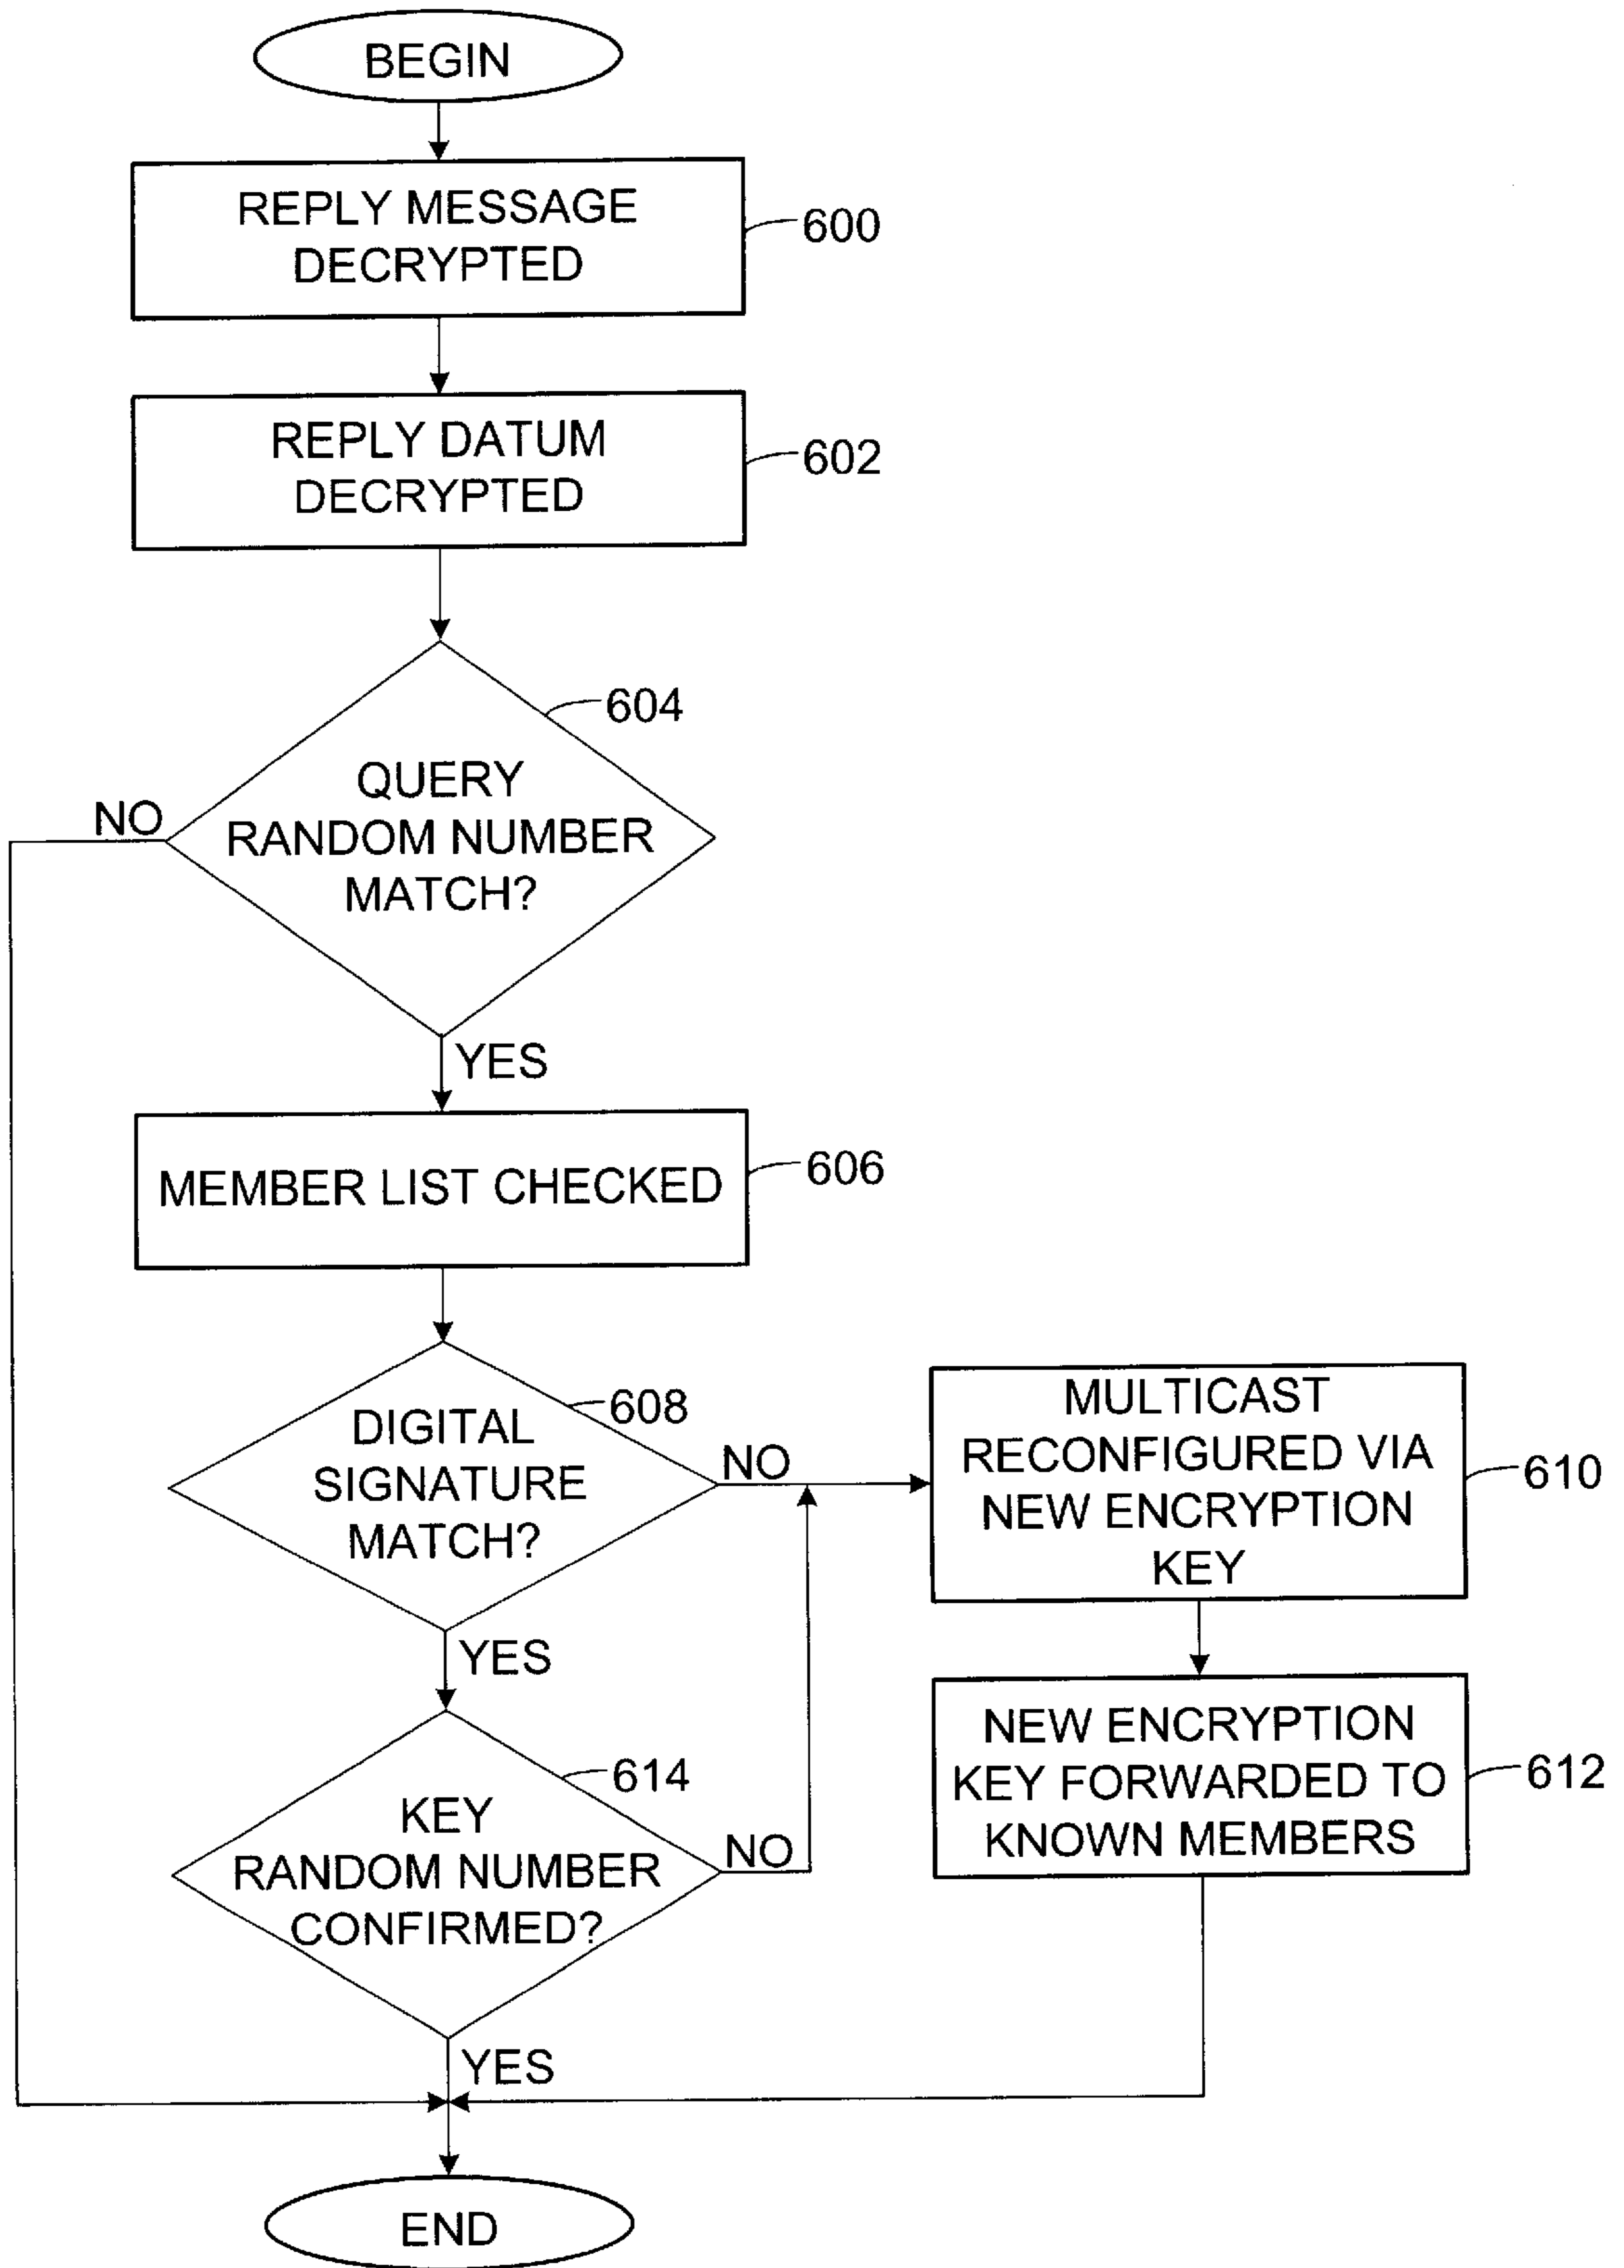 BEGIN
REPLY MESSAGE
DECRYPTED
600
REPLY DATUM
DECRYPTED
602
604
QUERY
RANDOM NUMBER
MATCH?
NO
YES
MEMBER LIST CHECKED
606
608
DIGITAL
SIGNATURE
MATCH?
NO
YES
MULTICAST
RECONFIGURED VIA
NEW ENCRYPTION
KEY
610
614
KEY
RANDOM NUMBER
CONFIRMED?
NO
YES
NEW ENCRYPTION
KEY FORWARDED TO
KNOWN MEMBERS
612
END